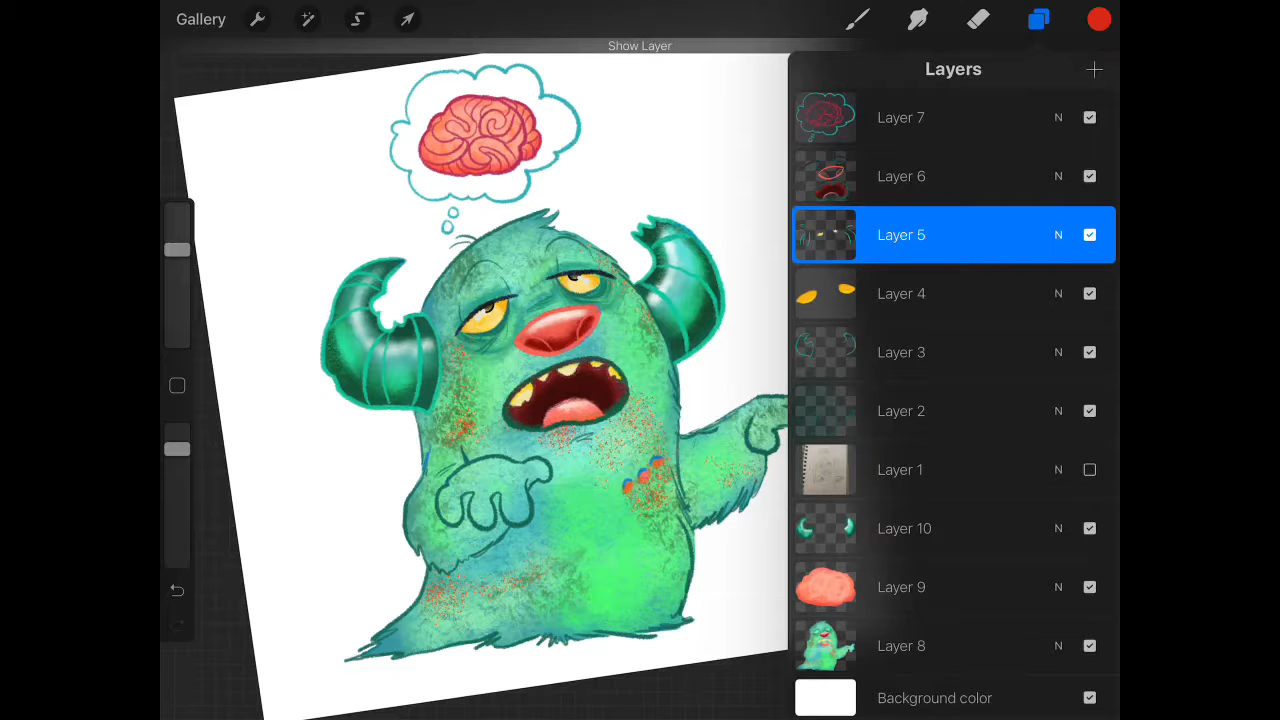 Gallery
Show Layer
Layers
Layer 7 N
Layer 6 N
Layer 5 N
Layer 4 N
Layer 3 N
Layer 2 N
Layer 1 N
Layer 10 N
Layer 9 N
Layer 8 N
Background color